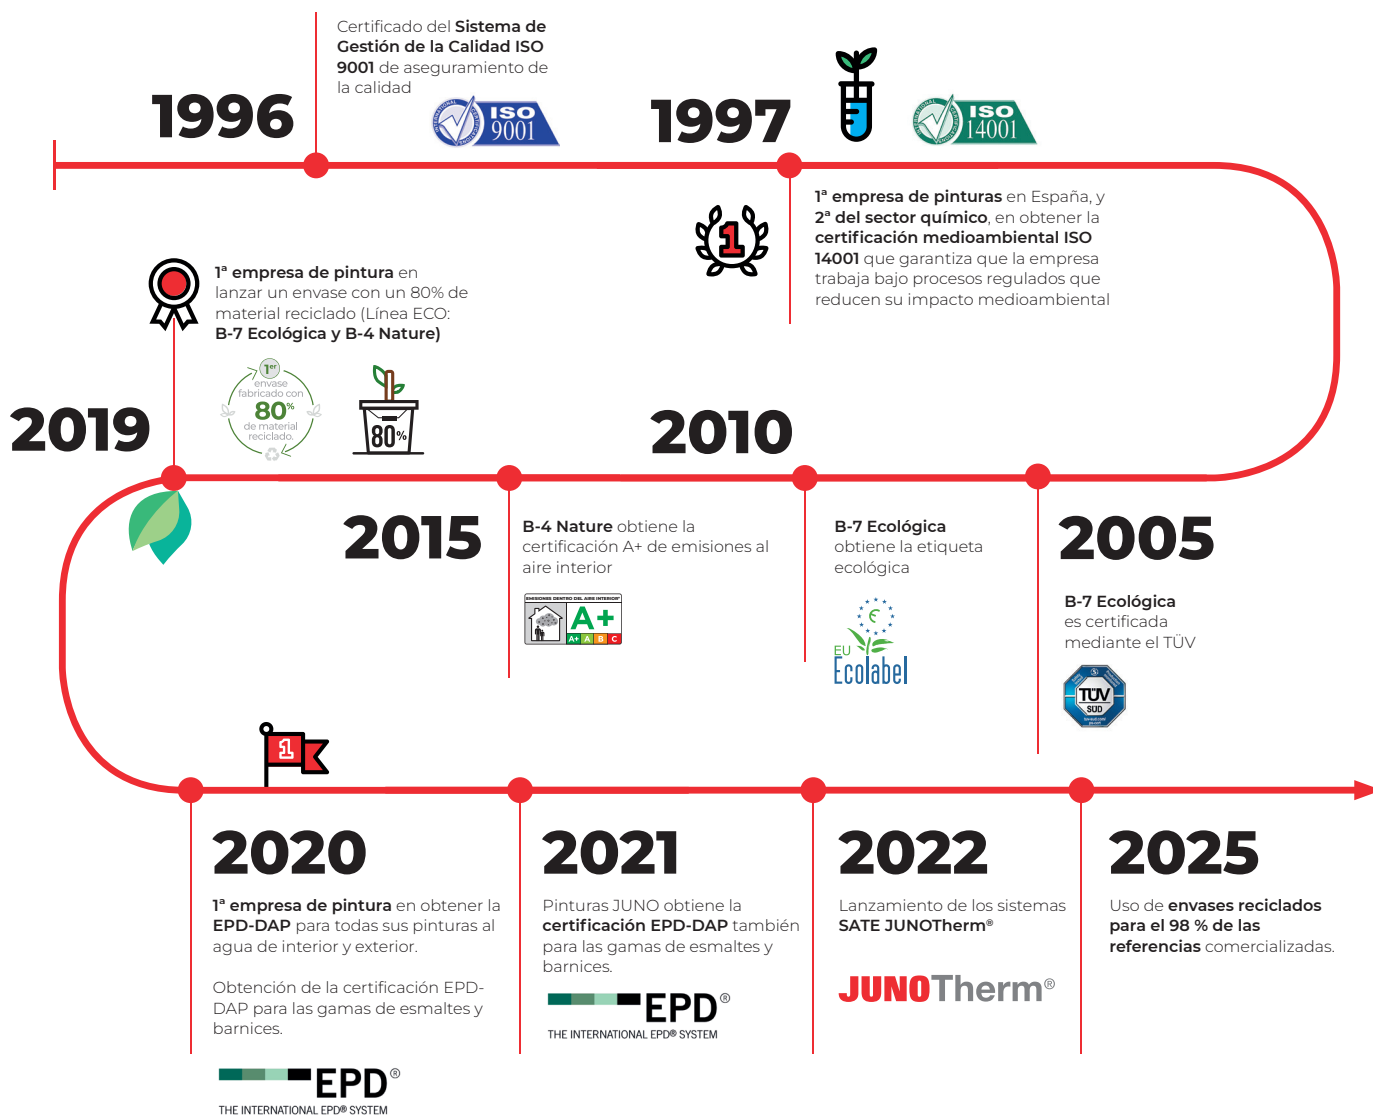 1996
Certificado del Sistema de
Gestión de la Calidad ISO
9001 de aseguramiento de
la calidad
ISO
9001
1997
ISO
14001
1
1ª empresa de pinturas en España, y
2ª del sector químico, en obtener la
certificación medioambiental ISO
14001 que garantiza que la empresa
trabaja bajo procesos regulados que
reducen su impacto medioambiental
2019
1ª empresa de pintura en
lanzar un envase con un 80% de
material reciclado (Línea ECO:
B-7 Ecológica y B-4 Nature)
1er
envase
fabricado con
80%
de material
reciclado.
80%
2015
B-4 Nature obtiene la
certificación A+ de emisiones al
aire interior
EMISIONES DENTRO DEL AIRE INTERIOR*
A+
A+ A B C
2010
B-7 Ecológica
obtiene la etiqueta
ecológica
EU
Ecolabel
2005
B-7 Ecológica
es certificada
mediante el TÜV
TÜV
SÜD
1
2020
1ª empresa de pintura en obtener la
EPD-DAP para todas sus pinturas al
agua de interior y exterior.
Obtención de la certificación EPD-
DAP para las gamas de esmaltes y
barnices.
EPD®
THE INTERNATIONAL EPD® SYSTEM
2021
Pinturas JUNO obtiene la
certificación EPD-DAP también
para las gamas de esmaltes y
barnices.
EPD®
THE INTERNATIONAL EPD® SYSTEM
2022
Lanzamiento de los sistemas
SATE JUNOTherm®
JUNOTherm®
2025
Uso de envases reciclados
para el 98 % de las
referencias comercializadas.